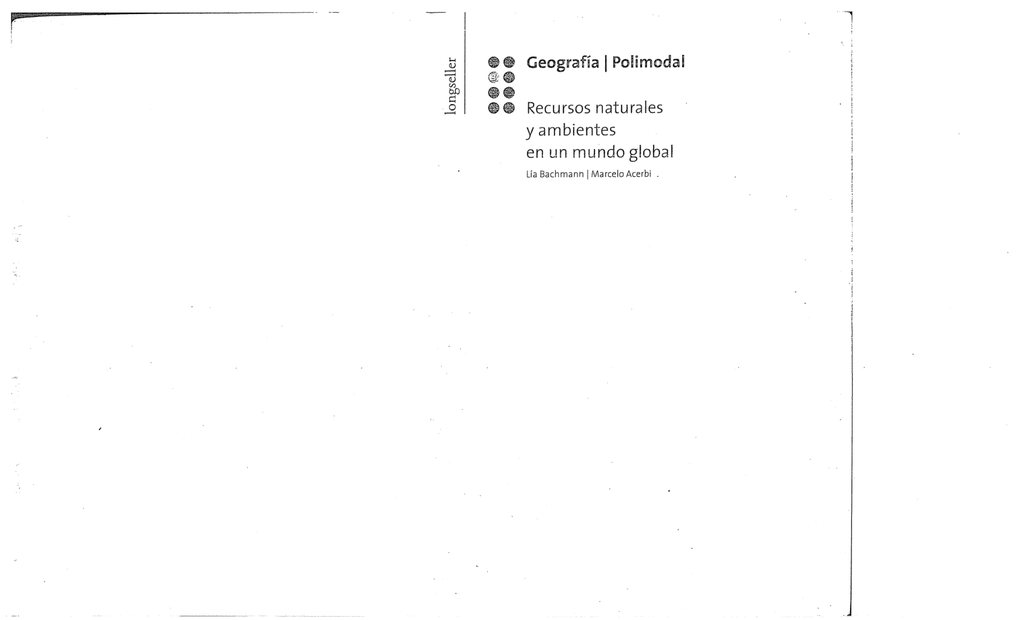 longseller
Geografía | Polimodal
Recursos naturales
y ambientes
en un mundo global
Lía Bachmann | Marcelo Acerbi